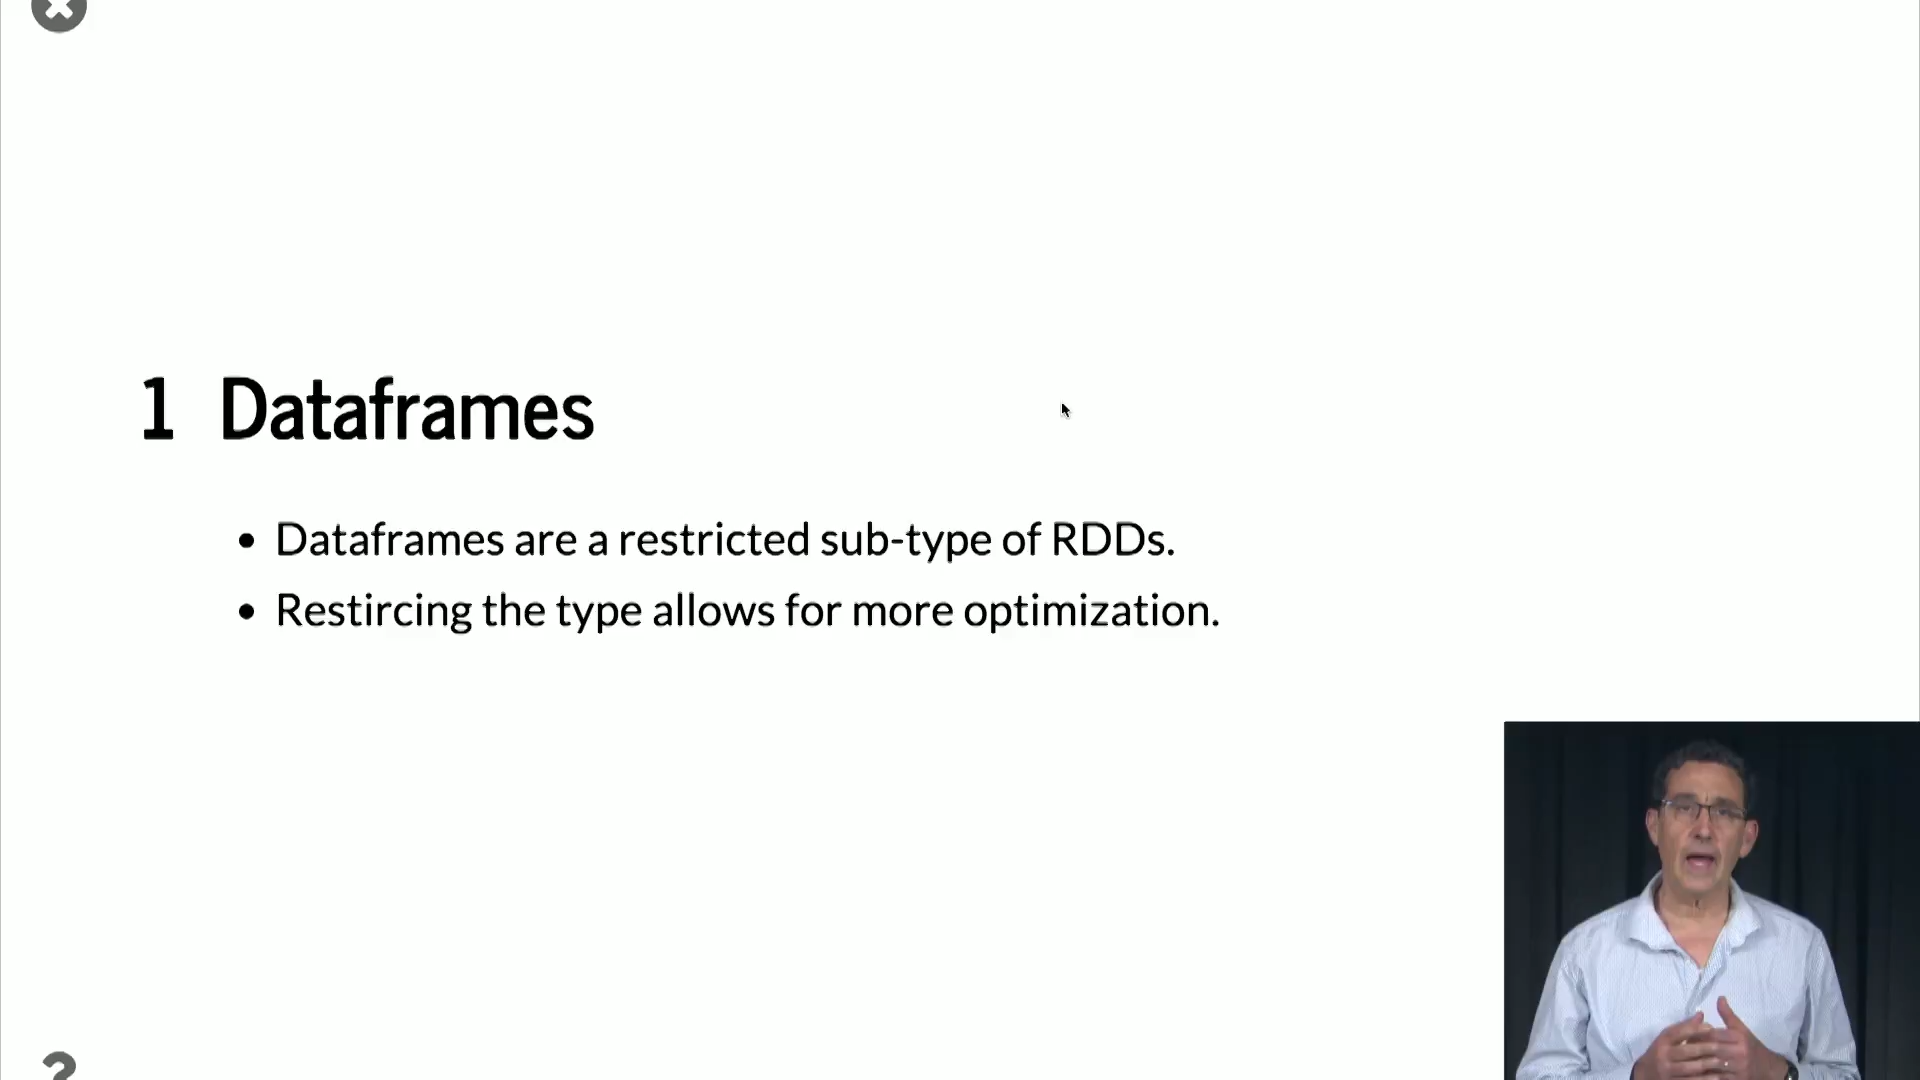 1 Dataframes
• Dataframes are a restricted sub-type of RDDs.
• Restircing the type allows for more optimization.
?